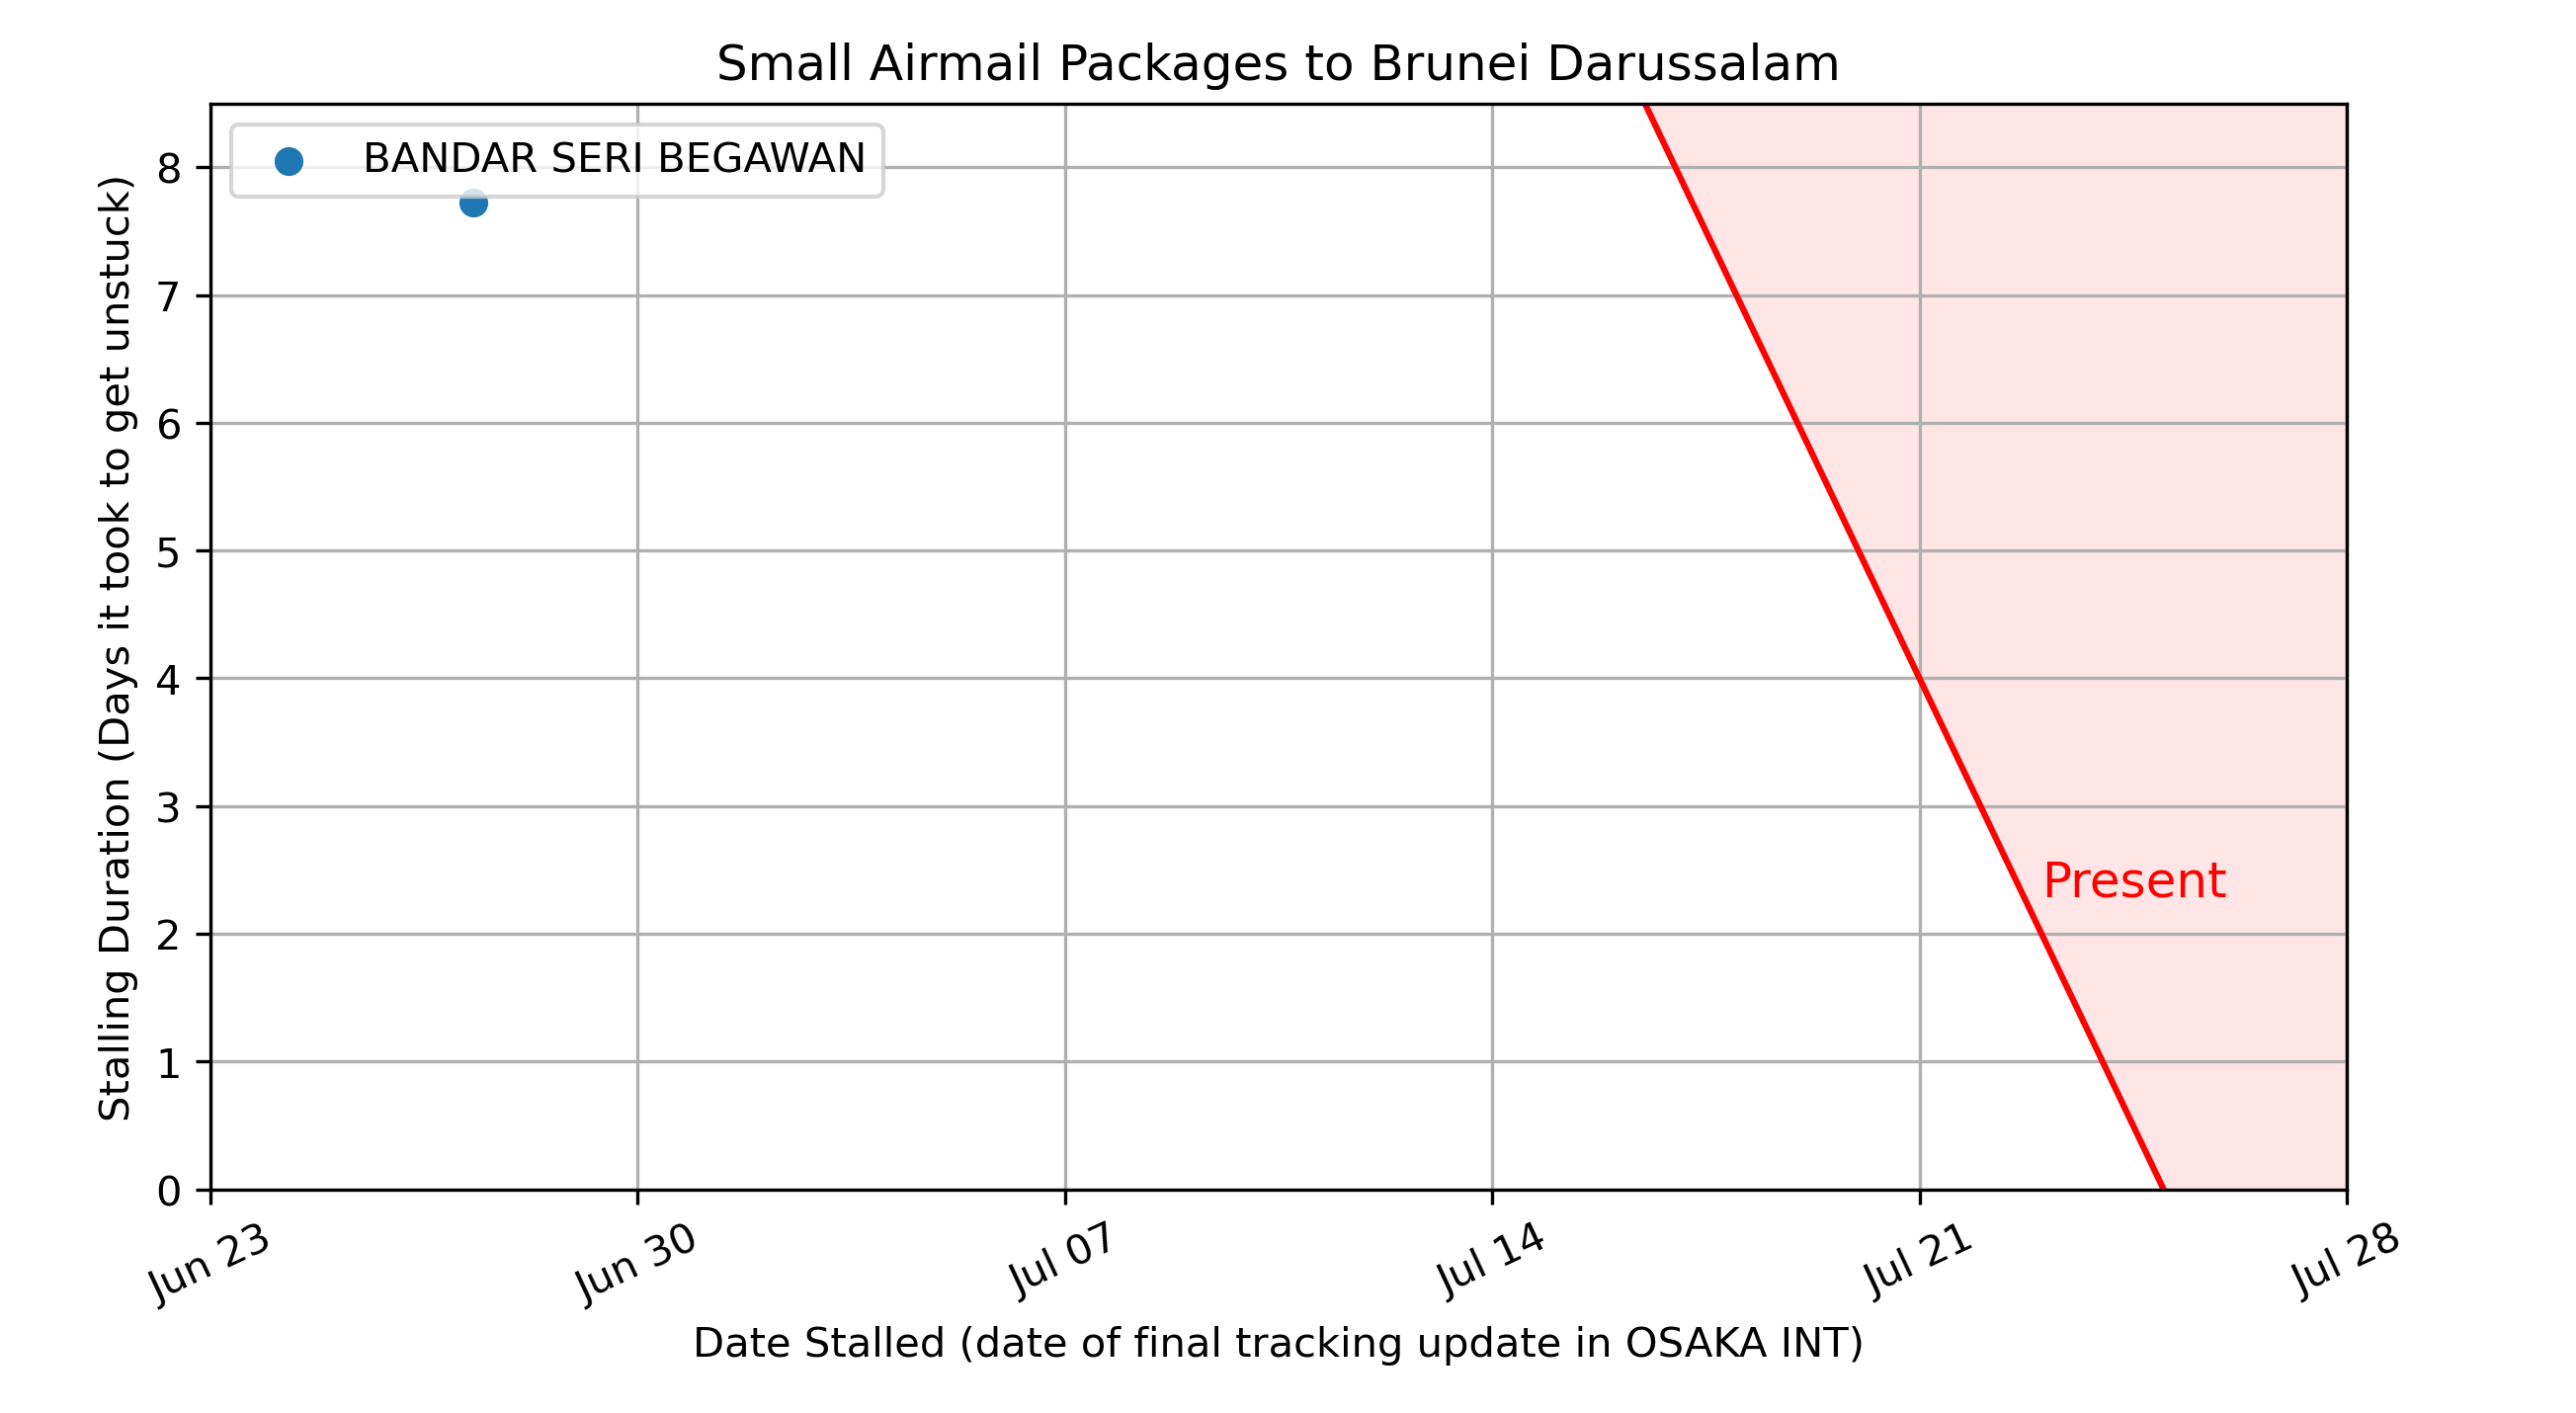 Small Airmail Packages to Brunei Darussalam
BANDAR SERI BEGAWAN
Stalling Duration (Days it took to get unstuck)
8
7
6
5
4
3
2
1
0
Present
Jun 23
Jun 30
Jul 07
Jul 14
Jul 21
Jul 28
Date Stalled (date of final tracking update in OSAKA INT)